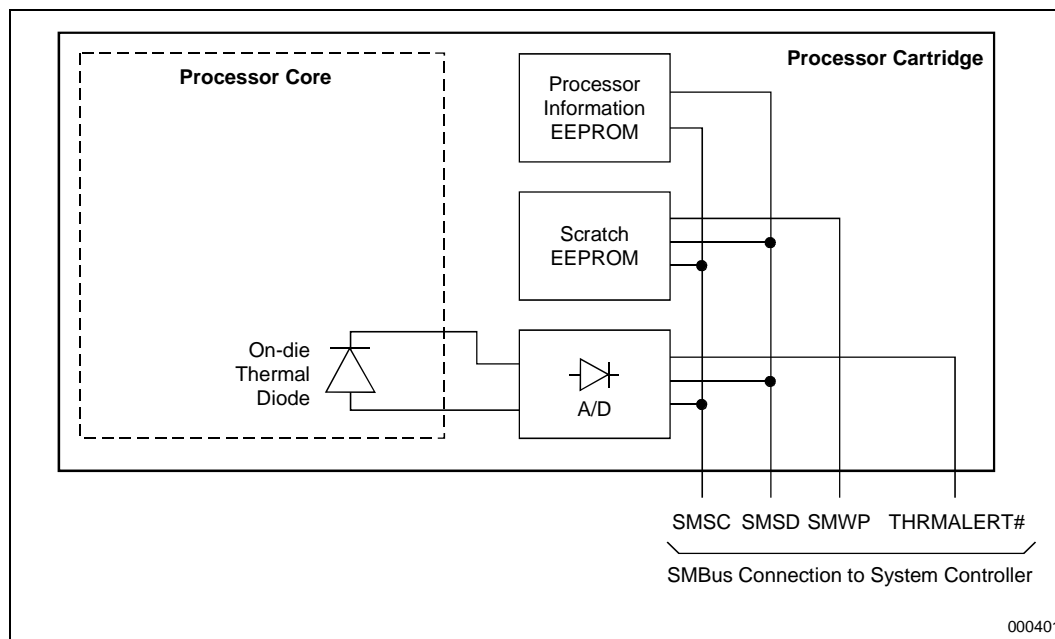 Processor Cartridge
Processor Core
Processor
Information
EEPROM
Scratch
EEPROM
On-die
Thermal
Diode
A/D
SMSC SMSD SMWP THRMALERT#
SMBus Connection to System Controller
000401